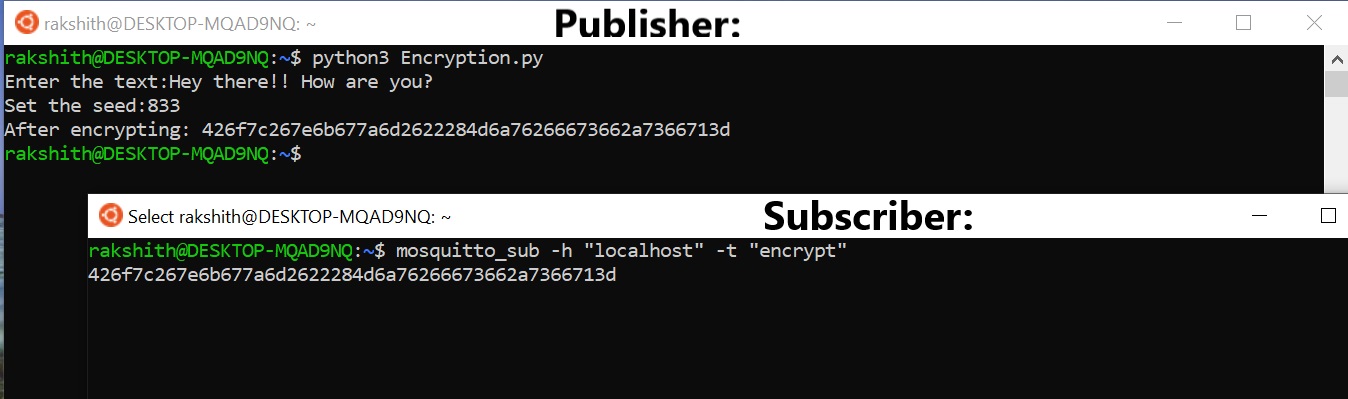 rakshith@DESKTOP-MQAD9NQ: ~
Publisher:
rakshith@DESKTOP-MQAD9NQ:~$ python3 Encryption.py
Enter the text:Hey there!! How are you?
Set the seed:833
After encrypting: 426f7c267e6b677a6d2622284d6a76266673662a7366713d
rakshith@DESKTOP-MQAD9NQ:~$
Select rakshith@DESKTOP-MQAD9NQ: ~
Subscriber:
rakshith@DESKTOP-MQAD9NQ:~$ mosquitto_sub -h "localhost" -t "encrypt"
426f7c267e6b677a6d2622284d6a76266673662a7366713d